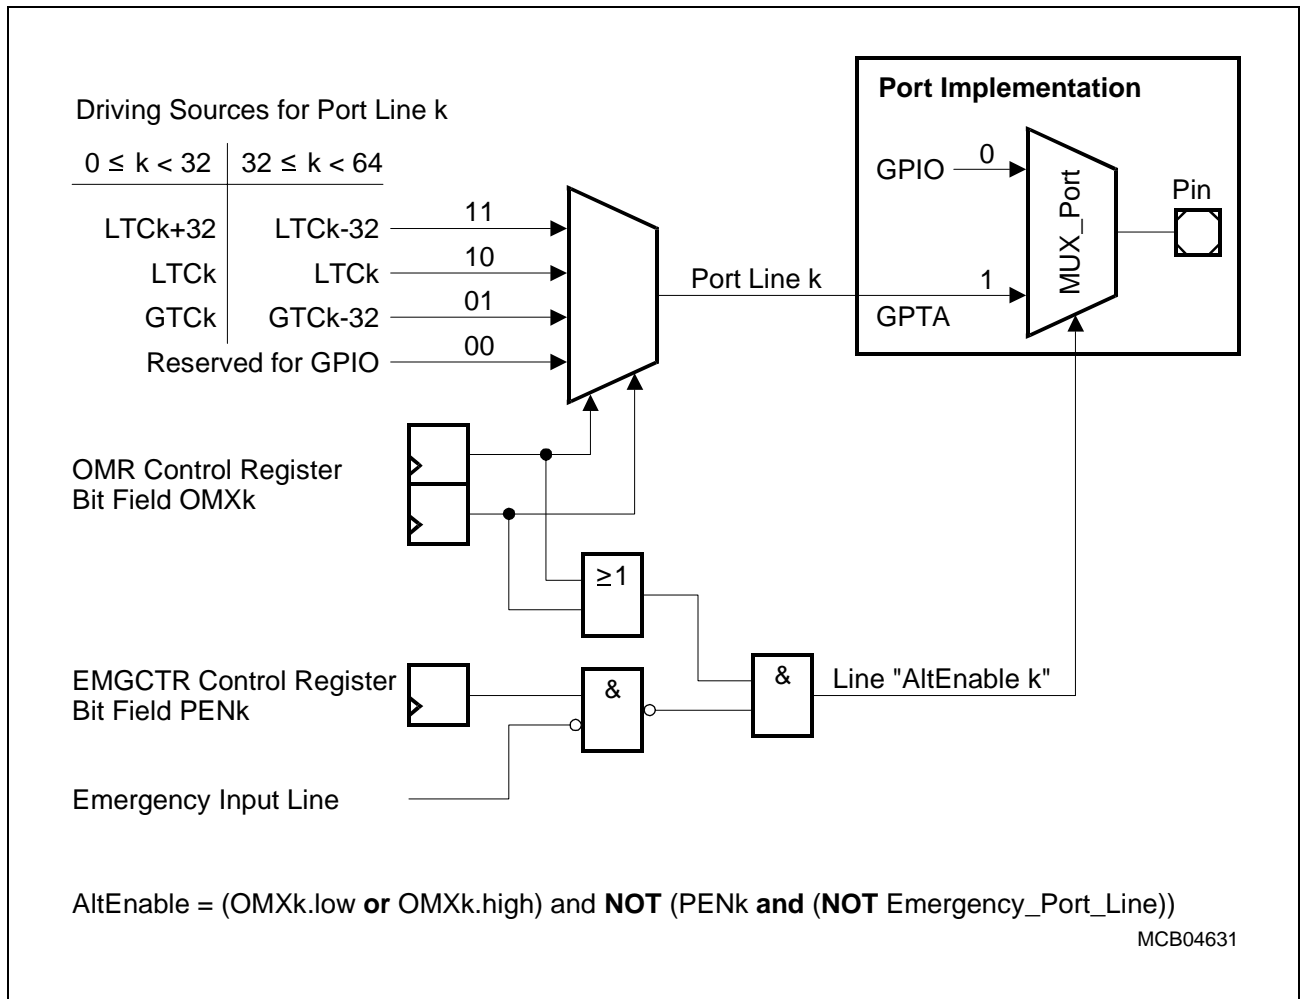 Port Implementation
Driving Sources for Port Line k
0 ≤ k < 32 32 ≤ k < 64
GPIO 0
MUX_Port
Pin
LTCk+32 LTCk-32 11
LTCk LTCk 10
GTCk GTCk-32 01
Reserved for GPIO 00
Port Line k
1
GPTA
OMR Control Register
Bit Field OMXk
≥1
EMGCTR Control Register
Bit Field PENk
&
&
Line "AltEnable k"
Emergency Input Line
AltEnable = (OMXk.low or OMXk.high) and NOT (PENk and (NOT Emergency_Port_Line))
MCB04631